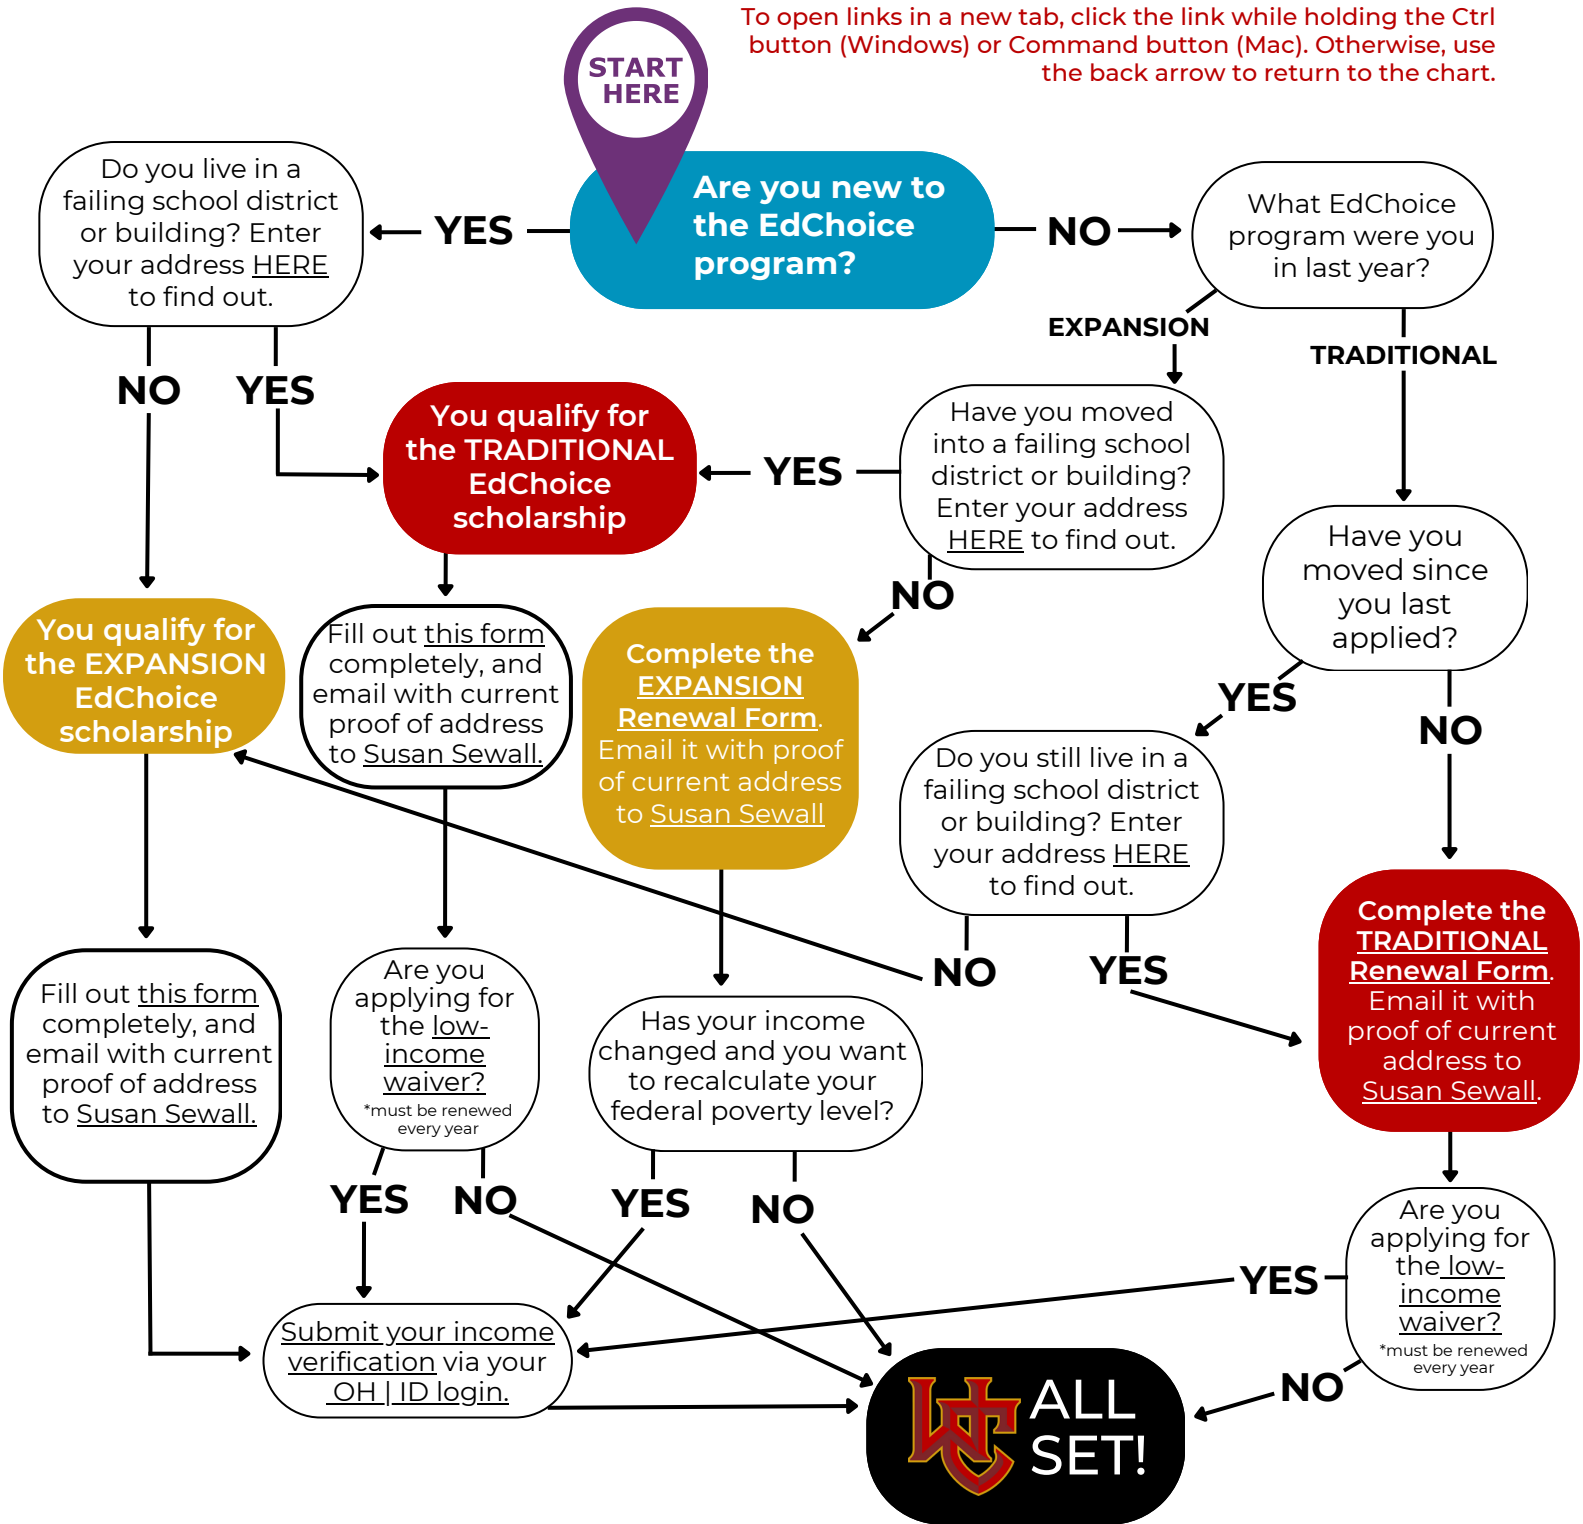 To open links in a new tab, click the link while holding the Ctrl
button (Windows) or Command button (Mac). Otherwise, use
the back arrow to return to the chart.
START
HERE
Are you new to
the EdChoice
program?
YES
NO
Do you live in a
failing school district
or building? Enter
your address HERE
to find out.
What EdChoice
program were you
in last year?
EXPANSION
TRADITIONAL
NO
YES
You qualify for
the TRADITIONAL
EdChoice
scholarship
YES
Have you moved
into a failing school
district or building?
Enter your address
HERE to find out.
NO
Have you
moved since
you last
applied?
YES
NO
You qualify for
the EXPANSION
EdChoice
scholarship
Fill out this form
completely, and
email with current
proof of address
to Susan Sewall.
Complete the
EXPANSION
Renewal Form.
Email it with proof
of current address
to Susan Sewall
Do you still live in a
failing school district
or building? Enter
your address HERE
to find out.
NO
YES
Complete the
TRADITIONAL
Renewal Form.
Email it with
proof of current
address to
Susan Sewall.
Fill out this form
completely, and
email with current
proof of address
to Susan Sewall.
Are you
applying for
the low-
income
waiver?
*must be renewed
every year
Has your income
changed and you want
to recalculate your
federal poverty level?
YES
NO
YES
NO
Are you
applying for
the low-
income
waiver?
*must be renewed
every year
YES
NO
Submit your income
verification via your
OH | ID login.
WC
ALL
SET!